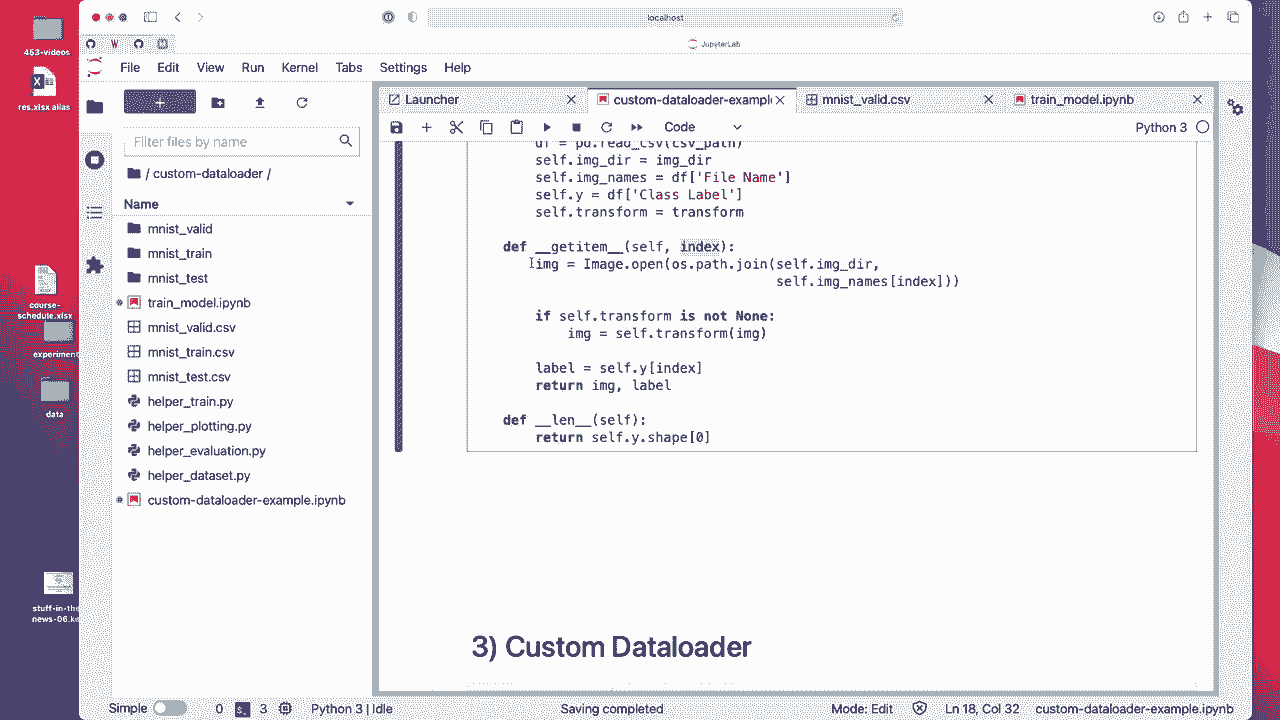 localhost
JupyterLab
453-videos
res.xlsx alias
File Edit View Run Kernel Tabs Settings Help
Launcher
custom-dataloader-exampl
mnist_valid.csv
train_model.ipynb
Code
Python 3
Filter files by name
/ custom-dataloader /
Name
mnist_valid
mnist_train
mnist_test
train_model.ipynb
mnist_valid.csv
mnist_train.csv
mnist_test.csv
helper_train.py
helper_plotting.py
helper_evaluation.py
helper_dataset.py
custom-dataloader-example.ipynb
course-
schedule.xlsx
experimen
data
stuff-in-the
news-06.ke
df = pd.read_csv(csv_path)
self.img_dir = img_dir
self.img_names = df['File Name']
self.y = df['Class Label']
self.transform = transform
def __getitem__(self, index):
img = Image.open(os.path.join(self.img_dir,
self.img_names[index]))
if self.transform is not None:
img = self.transform(img)
label = self.y[index]
return img, label
def __len__(self):
return self.y.shape[0]
3) Custom Dataloader
Simple 0 3 Python 3 | Idle Saving completed Mode: Edit Ln 18, Col 32 custom-dataloader-example.ipynb